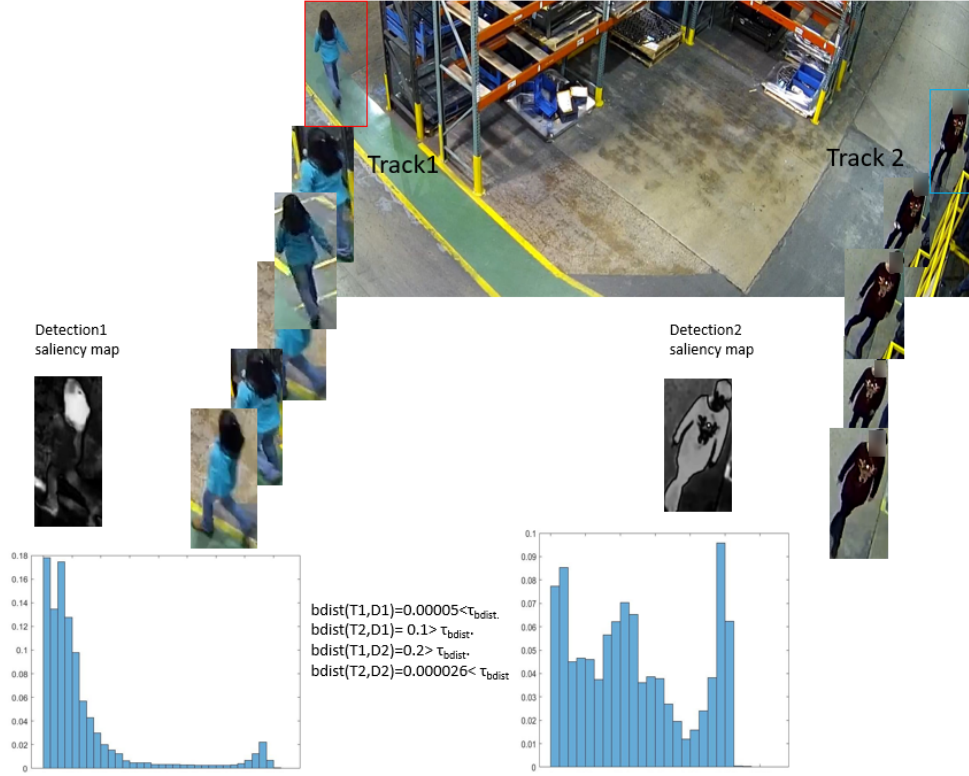 Track1
Track 2
Detection1
saliency map
Detection2
saliency map
0.18
0.16
0.14
0.12
0.1
0.08
0.06
0.04
0.02
0
bdist(T1,D1)=0.00005<τbdist.
bdist(T2,D1)= 0.1> τbdist.
bdist(T1,D2)=0.2> τbdist.
bdist(T2,D2)=0.000026< τbdist
0.1
0.09
0.08
0.07
0.06
0.05
0.04
0.03
0.02
0.01
0